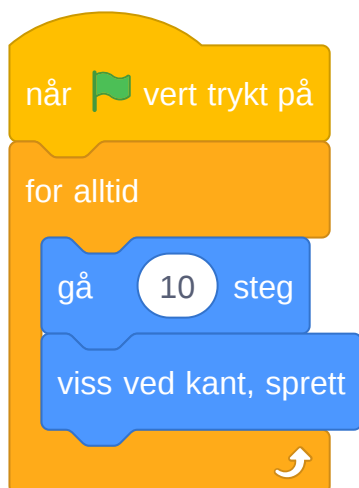 når vert trykt på
for alltid
gå 10 steg
viss ved kant, sprett